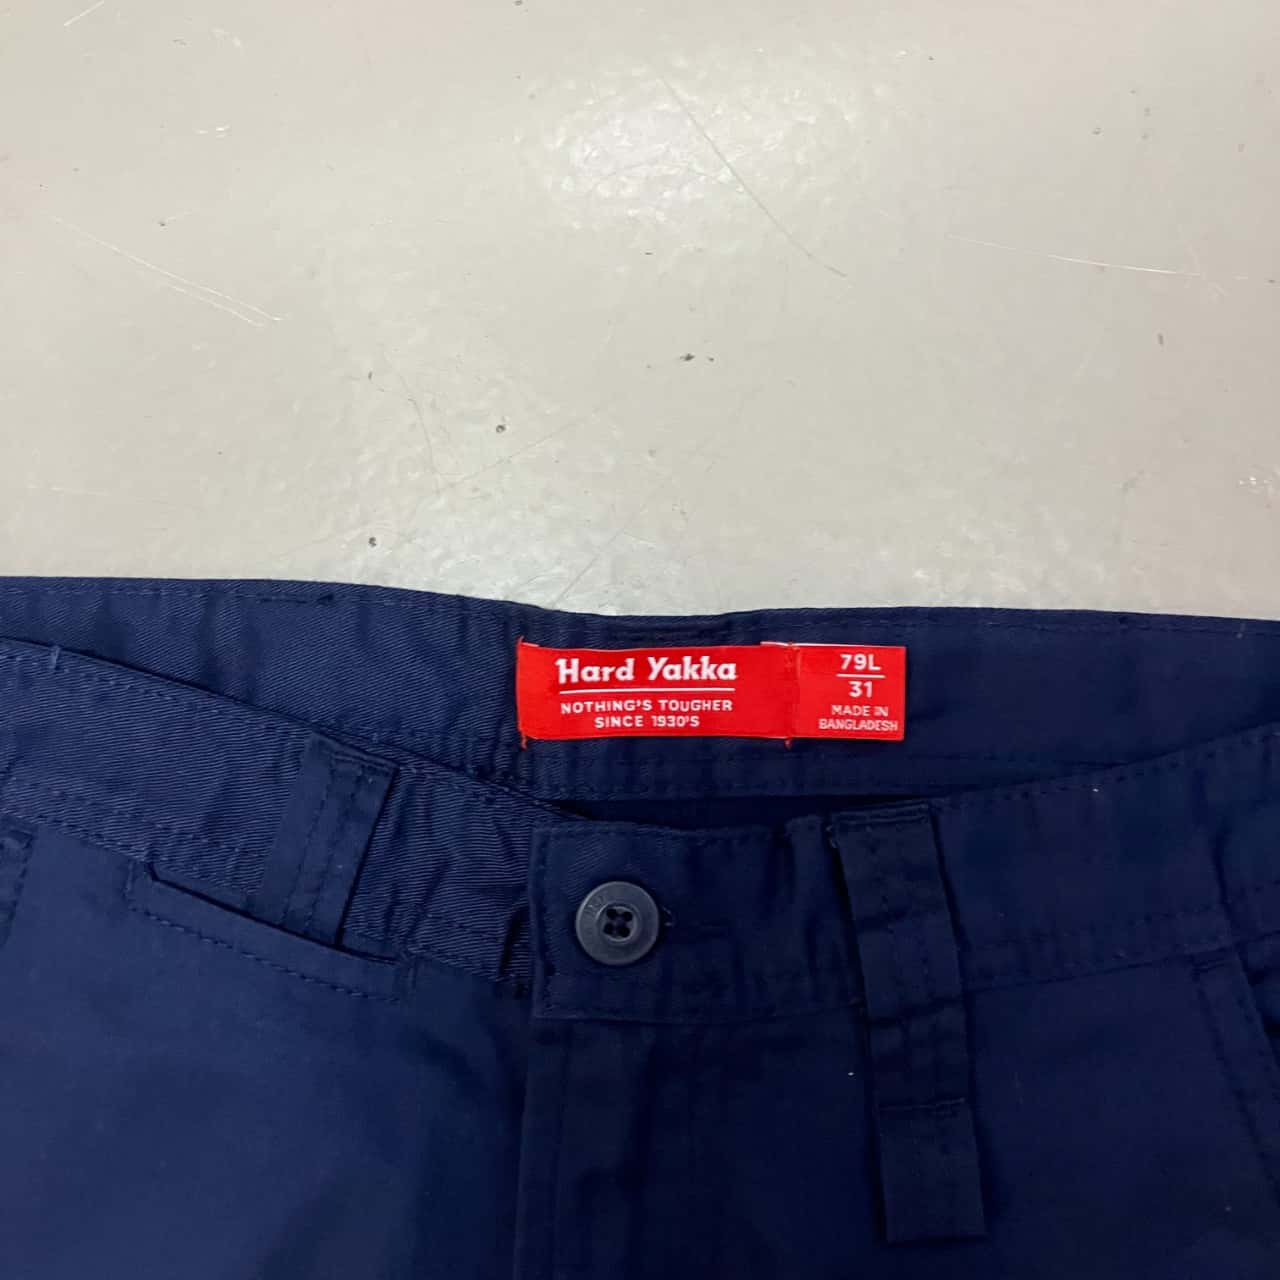 Hard Yakka
NOTHING'S TOUGHER
SINCE 1930'S
79L
31
MADE IN
BANGLADESH